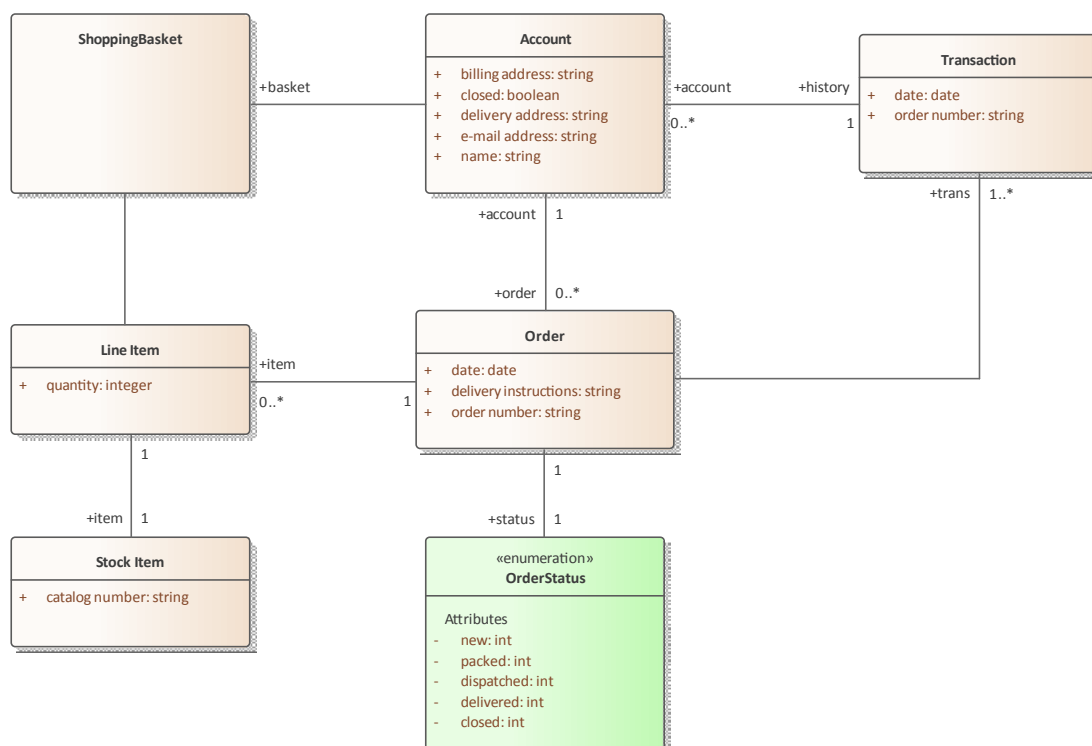 ShoppingBasket
Account
+ billing address: string
+ closed: boolean
+ delivery address: string
+ e-mail address: string
+ name: string
Transaction
+ date: date
+ order number: string
+basket
+account
0..*
+history
1
+account
1
+trans
1..*
+order
0..*
Line Item
+ quantity: integer
+item
0..*
1
Order
+ date: date
+ delivery instructions: string
+ order number: string
1
+item
1
1
+status
1
Stock Item
+ catalog number: string
«enumeration»
OrderStatus
Attributes
- new: int
- packed: int
- dispatched: int
- delivered: int
- closed: int